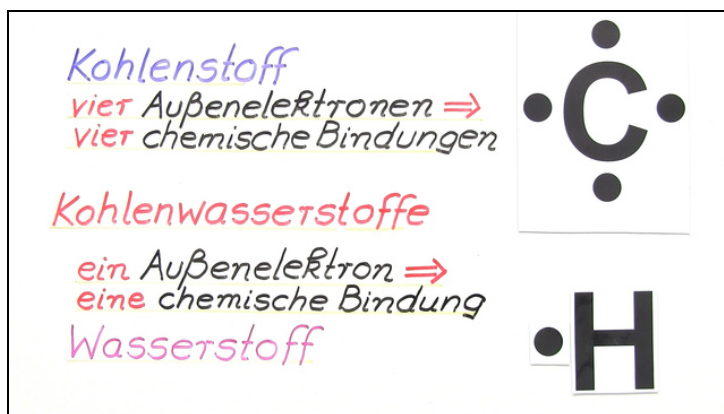 Kohlenstoff
vier Außenelektronen ⇒
vier chemische Bindungen
C
Kohlenwasserstoffe
ein Außenelektron ⇒
eine chemische Bindung
Wasserstoff
H